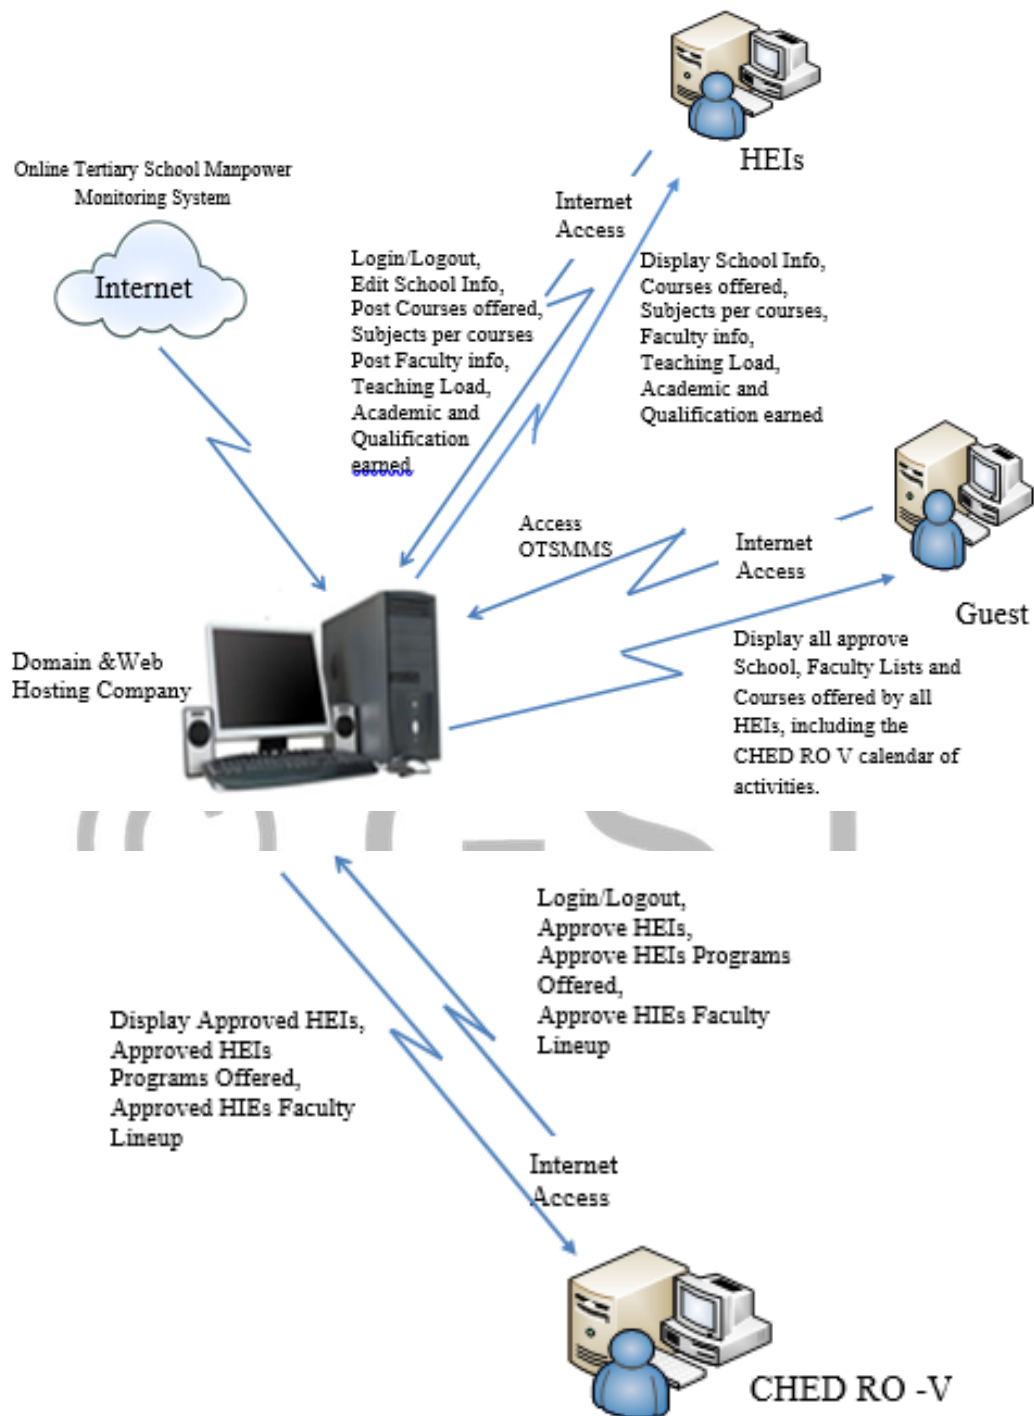 HEIs
Online Tertiary School Manpower
Monitoring System
Internet
Internet
Access
Login/Logout,
Edit School Info,
Post Courses offered,
Subjects per courses
Post Faculty info,
Teaching Load,
Academic and
Qualification
earned
Display School Info,
Courses offered,
Subjects per courses,
Faculty info,
Teaching Load,
Academic and
Qualification earned
Access
OTSMMS
Internet
Access
Guest
Domain &Web
Hosting Company
Display all approve
School, Faculty Lists and
Courses offered by all
HEIs, including the
CHED RO V calendar of
activities.
Login/Logout,
Approve HEIs,
Approve HEIs Programs
Offered,
Approve HIEs Faculty
Lineup
Display Approved HEIs,
Approved HEIs
Programs Offered,
Approved HIEs Faculty
Lineup
Internet
Access
CHED RO -V